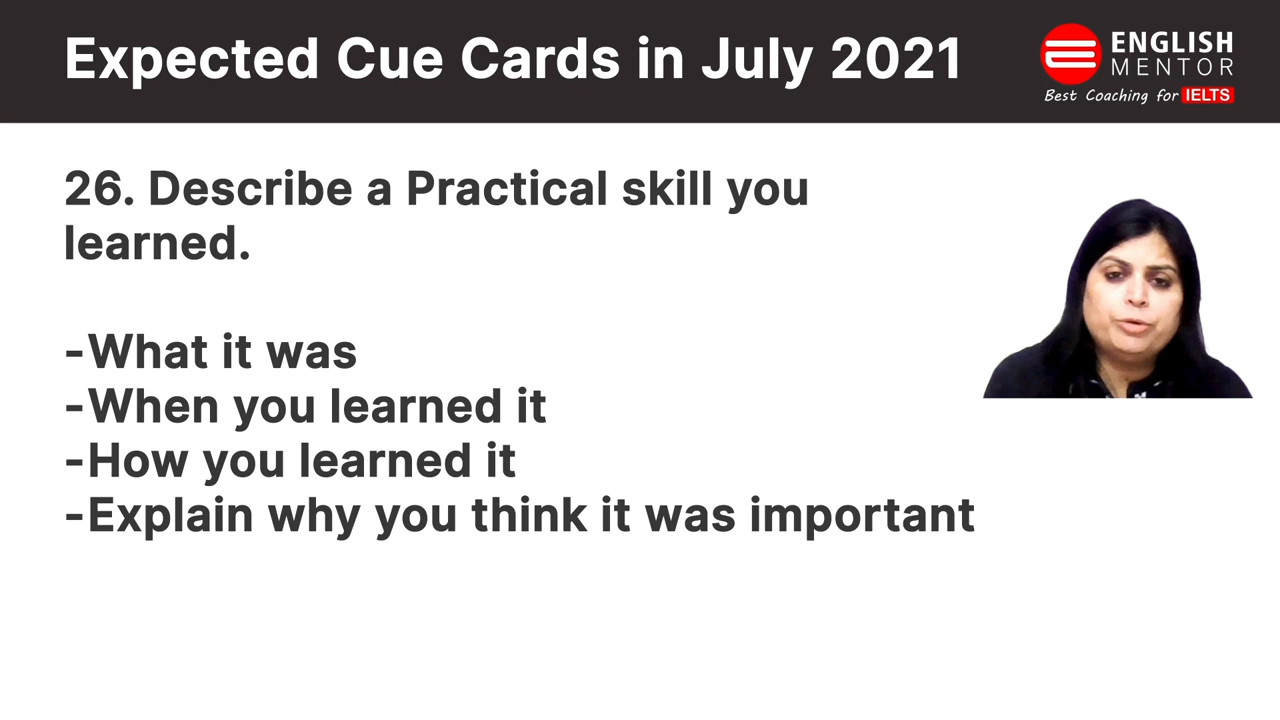 Expected Cue Cards in July 2021
ENGLISH
MENTOR
Best Coaching for IELTS
26. Describe a Practical skill you
learned.
-What it was
-When you learned it
-How you learned it
-Explain why you think it was important